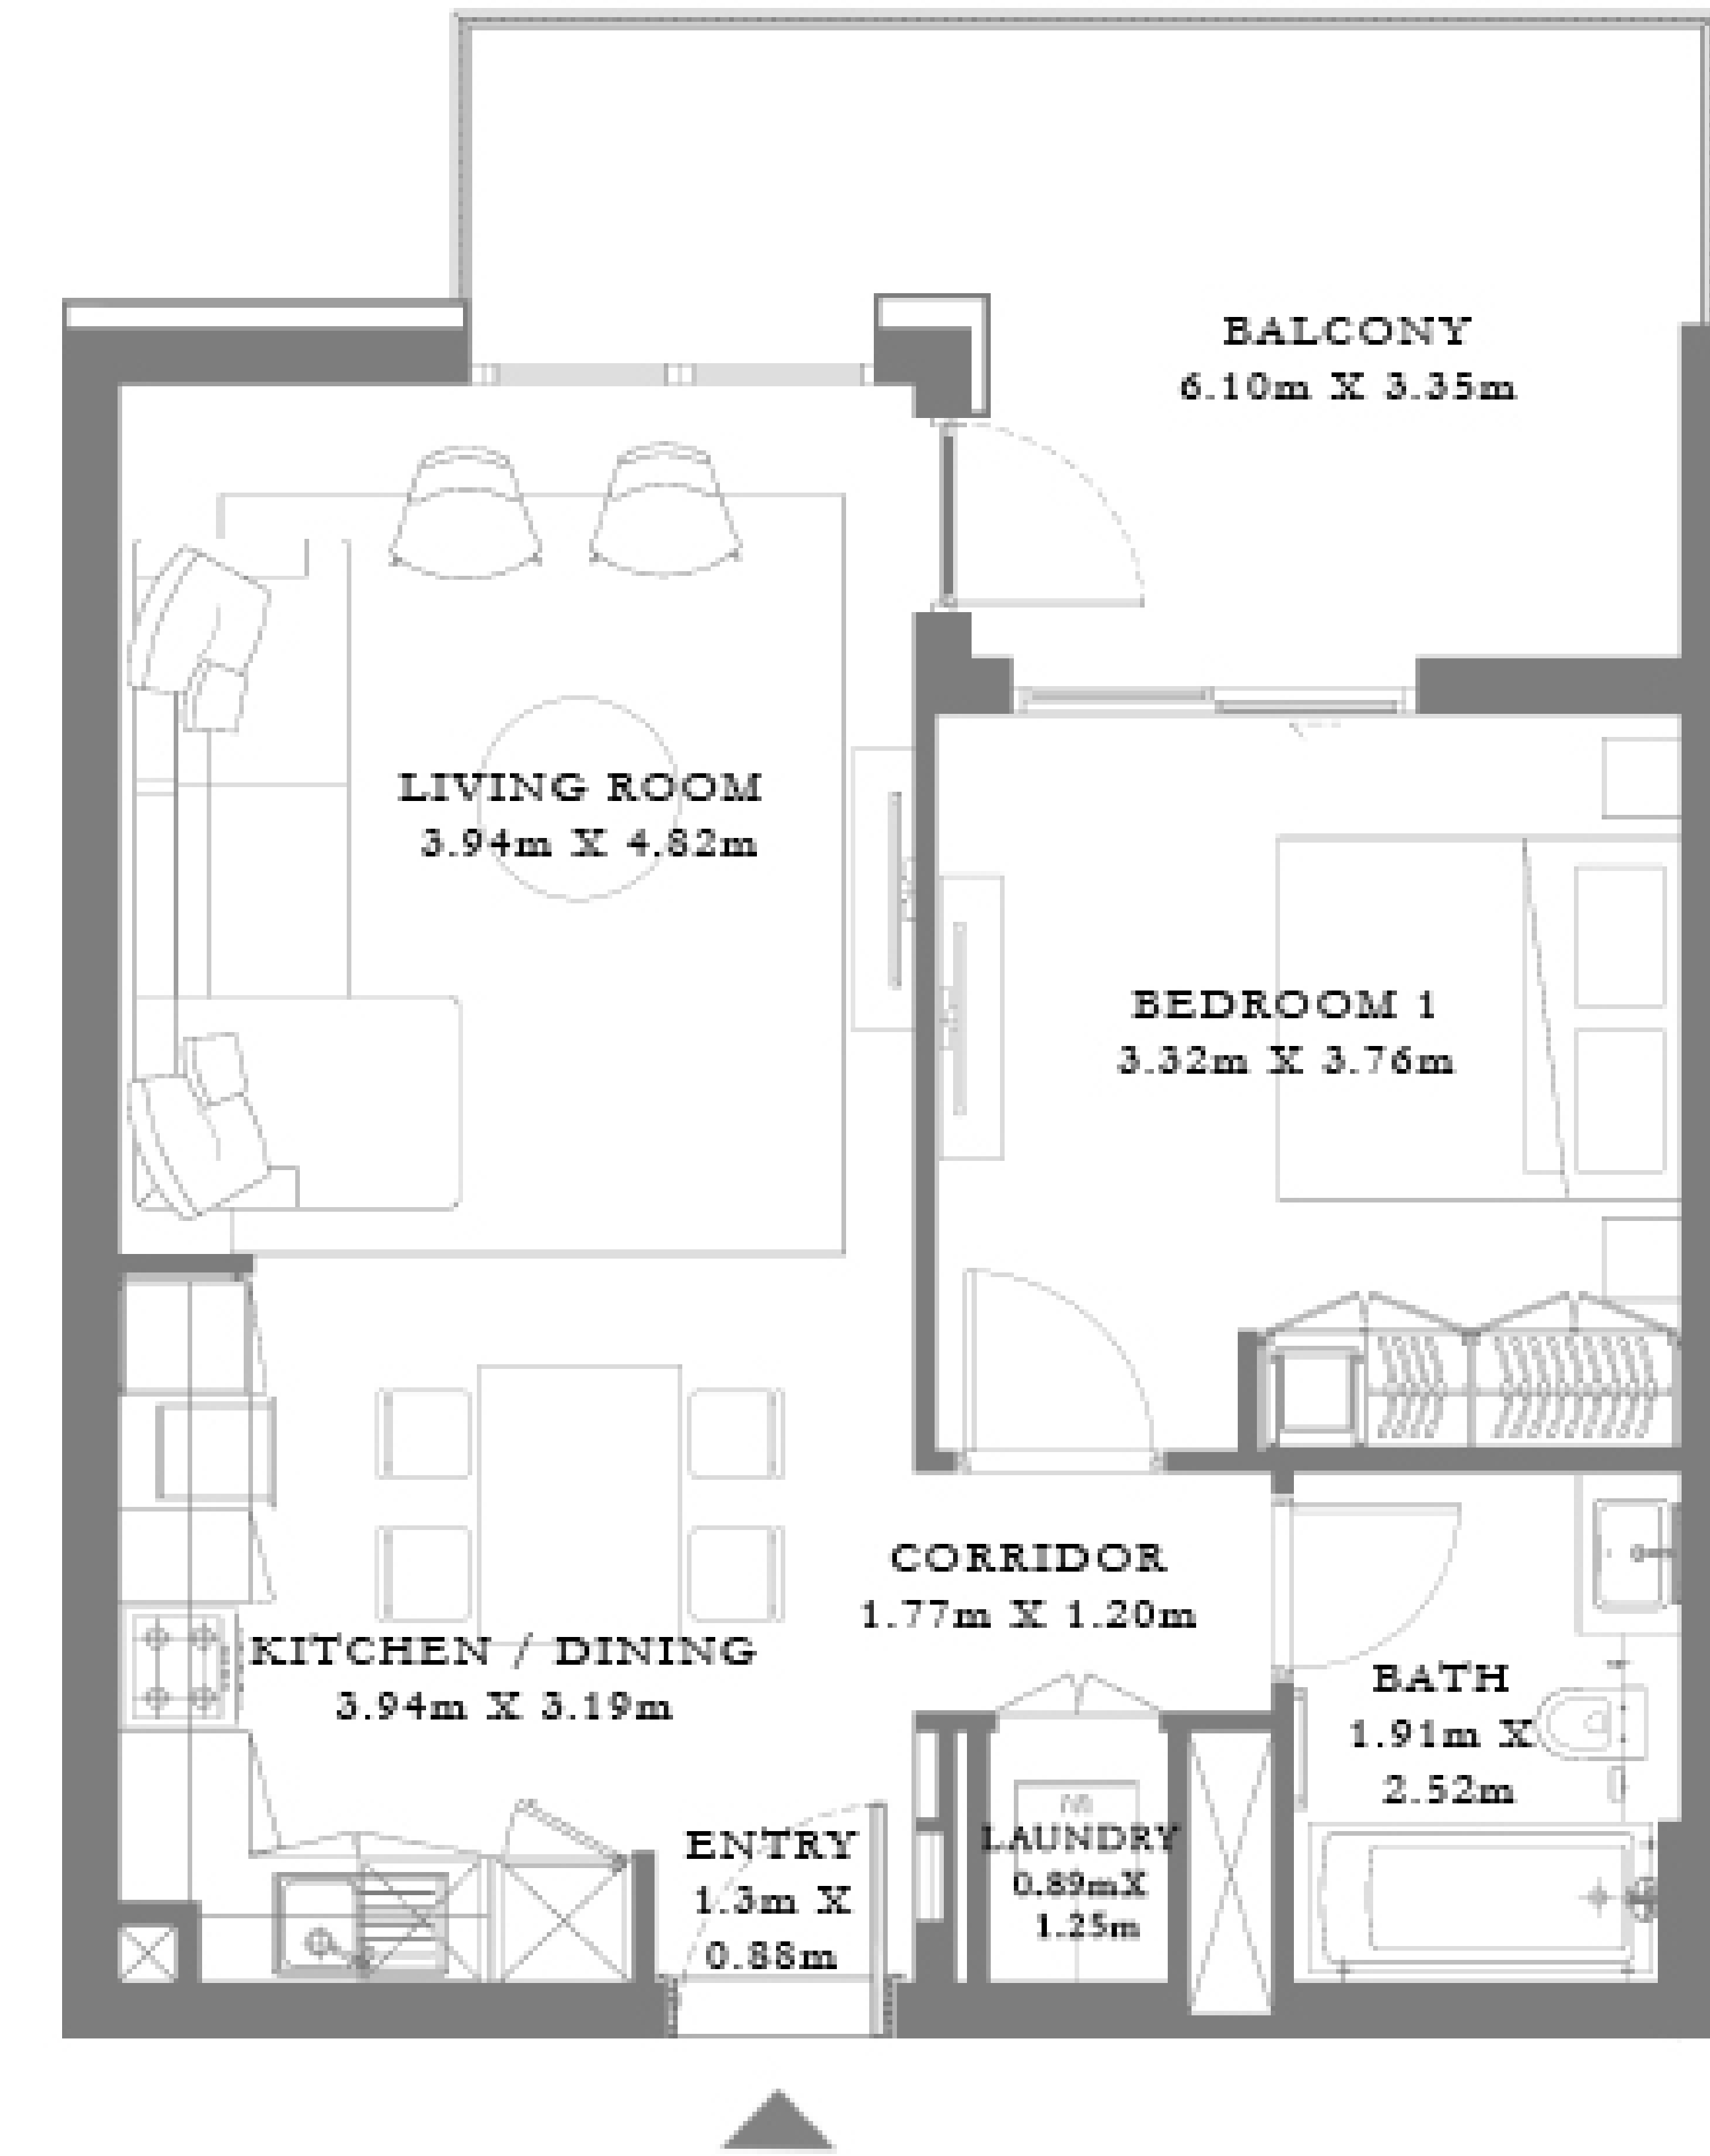 BALCONY
6.10m X 3.35m
LIVING ROOM
3.94m X 4.82m
BEDROOM 1
3.32m X 3.76m
CORRIDOR
1.77m X 1.20m
KITCHEN / DINING
3.94m X 3.19m
BATH
1.91m X
2.52m
ENTRY
1.3m X
0.88m
LAUNDRY
0.89mX
1.25m